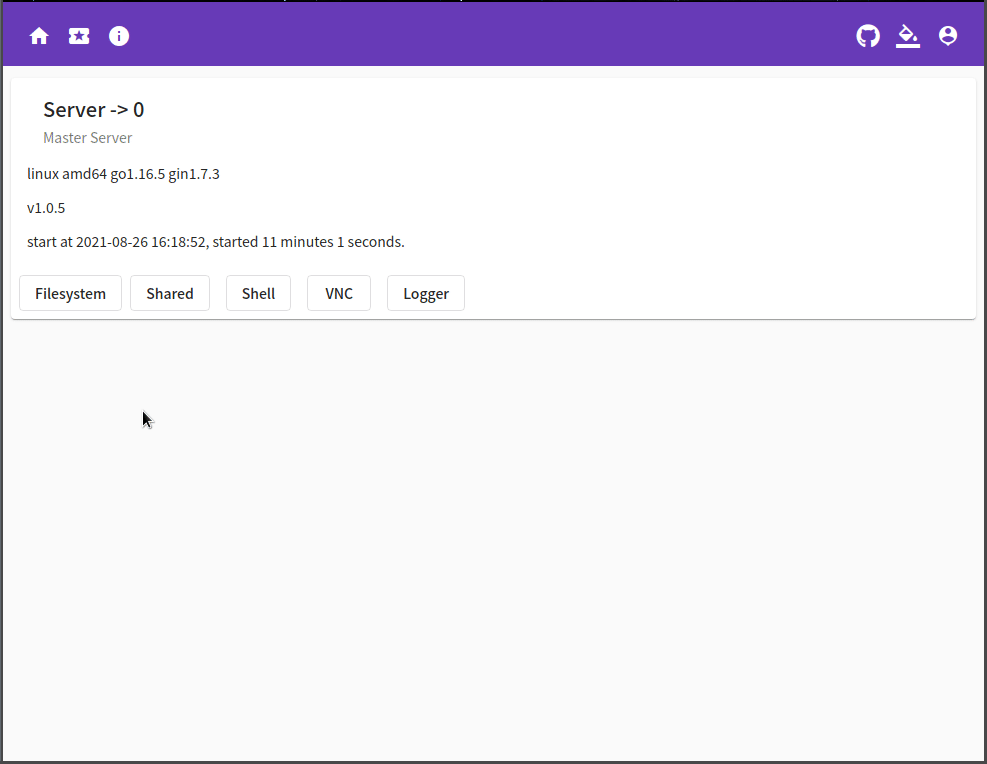 Server -> 0
Master Server
linux amd64 go1.16.5 gin1.7.3
v1.0.5
start at 2021-08-26 16:18:52, started 11 minutes 1 seconds.
Filesystem Shared Shell VNC Logger